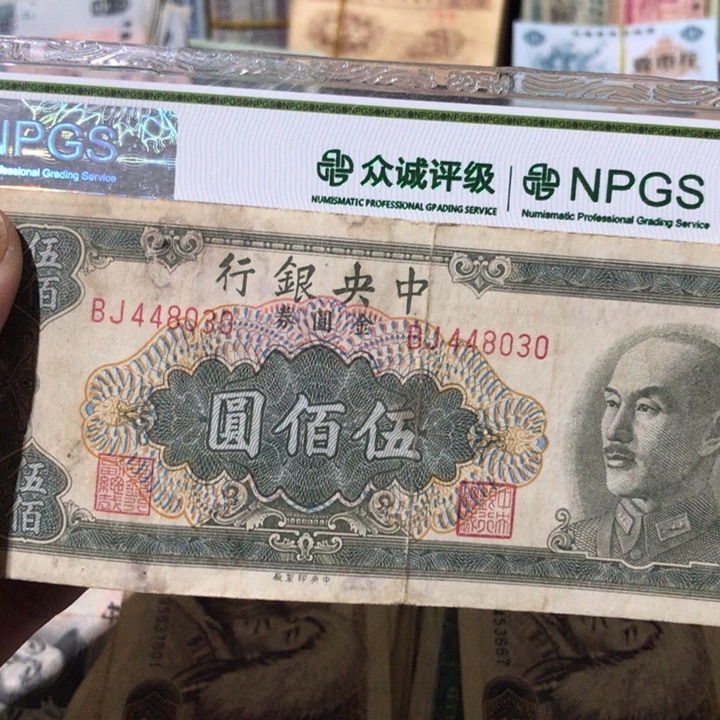 NPGS
Professional Grading Service
众诚评级 NPGS
NUMISMATIC PROFESSIONAL GPADING SERVICE
Numismatic Professional Grading Service
行銀央中
券圓金
BJ448030
BJ448030
圓佰伍
伍佰
伍佰
廠製印央中